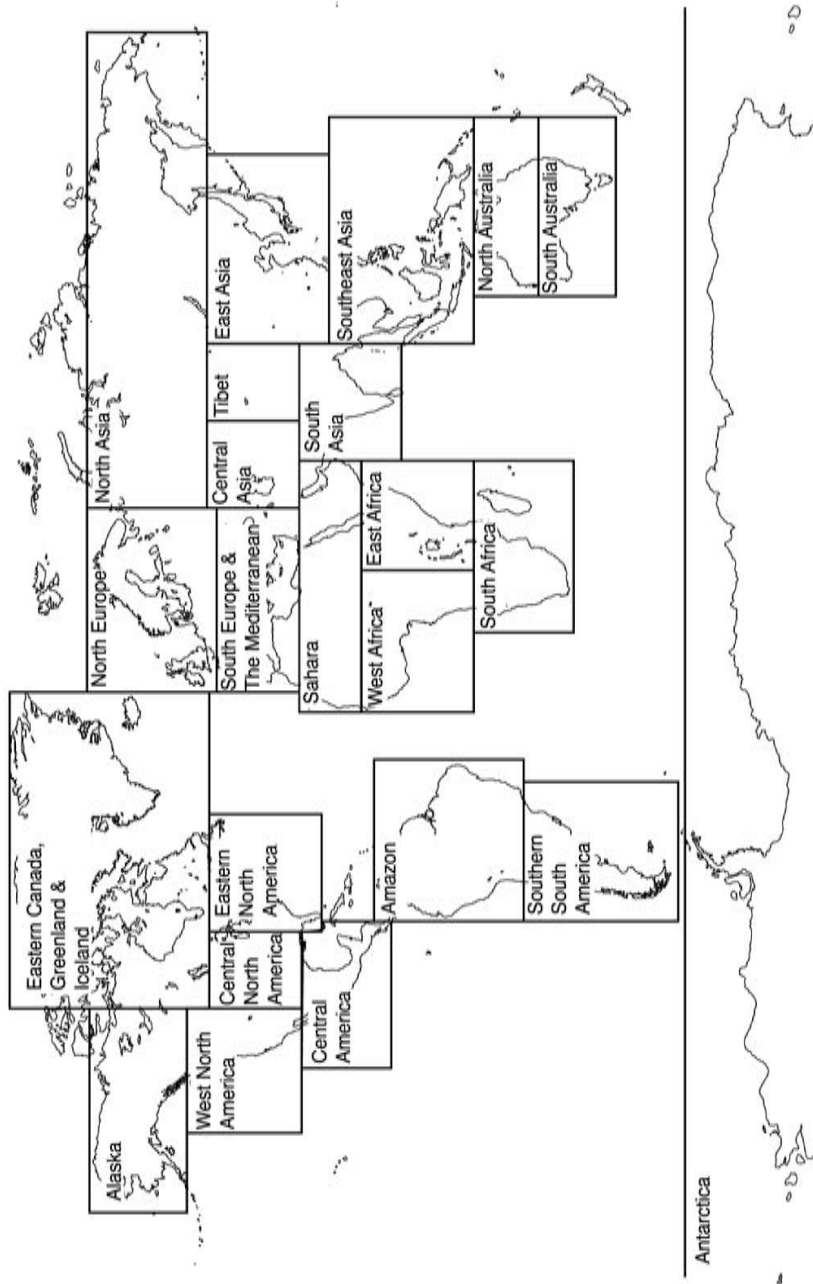 Alaska
Eastern Canada,
Greenland &
Iceland
West North
America
Central
North
America
Eastern
North
America
Central
America
Amazon
Southern
South
America
North Europe
South Europe &
The Mediterranean
Sahara
West Africa
East Africa
South Africa
North Asia
Central
Asia
Tibet
East Asia
South
Asia
Southeast Asia
North Australia
South Australia
Antarctica